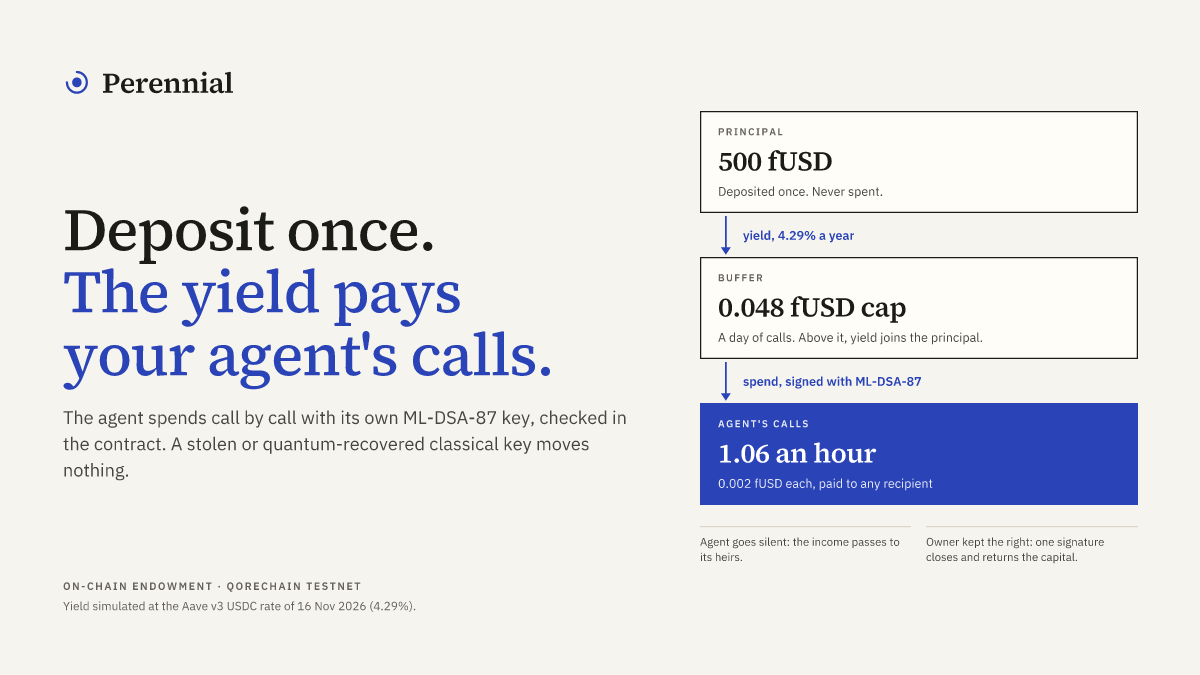 Perennial
Deposit once.
The yield pays
your agent's calls.
The agent spends call by call with its own ML-DSA-87 key, checked in
the contract. A stolen or quantum-recovered classical key moves
nothing.
ON-CHAIN ENDOWMENT · QORECHAIN TESTNET
Yield simulated at the Aave v3 USDC rate of 16 Nov 2026 (4.29%).
PRINCIPAL
500 fUSD
Deposited once. Never spent.
yield, 4.29% a year
BUFFER
0.048 fUSD cap
A day of calls. Above it, yield joins the principal.
spend, signed with ML-DSA-87
AGENT'S CALLS
1.06 an hour
0.002 fUSD each, paid to any recipient
Agent goes silent: the income passes to
its heirs.
Owner kept the right: one signature
closes and returns the capital.